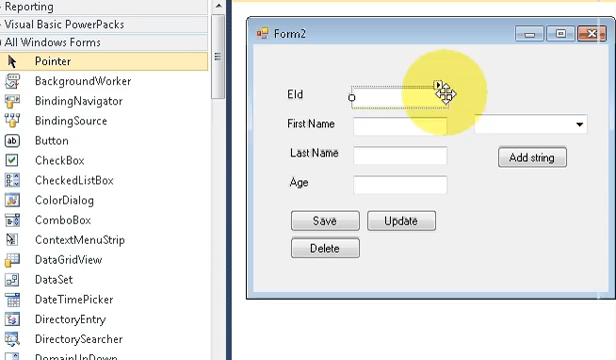 Reporting
Visual Basic PowerPacks
All Windows Forms
Pointer
BackgroundWorker
BindingNavigator
BindingSource
Button
CheckBox
CheckedListBox
ColorDialog
ComboBox
ContextMenuStrip
DataGridView
DataSet
DateTimePicker
DirectoryEntry
DirectorySearcher
DomainUpDown
Form2
EId
First Name
Last Name
Add string
Age
Save
Update
Delete